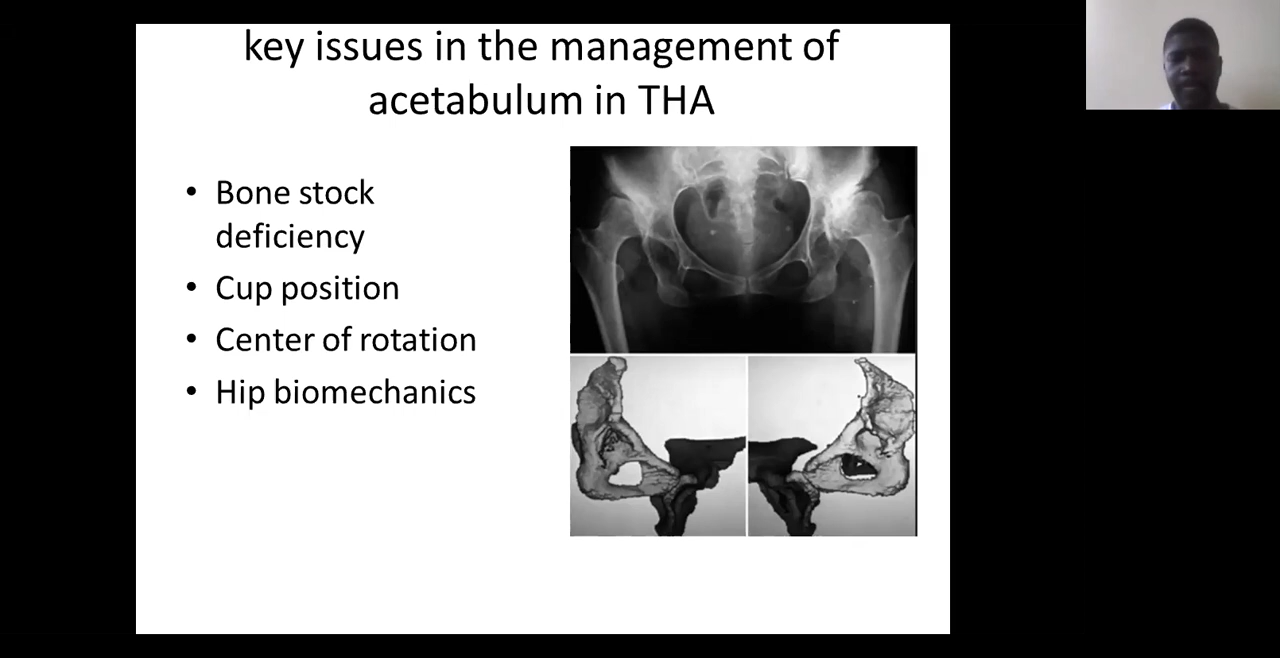 key issues in the management of
acetabulum in THA
• Bone stock
deficiency
• Cup position
• Center of rotation
• Hip biomechanics